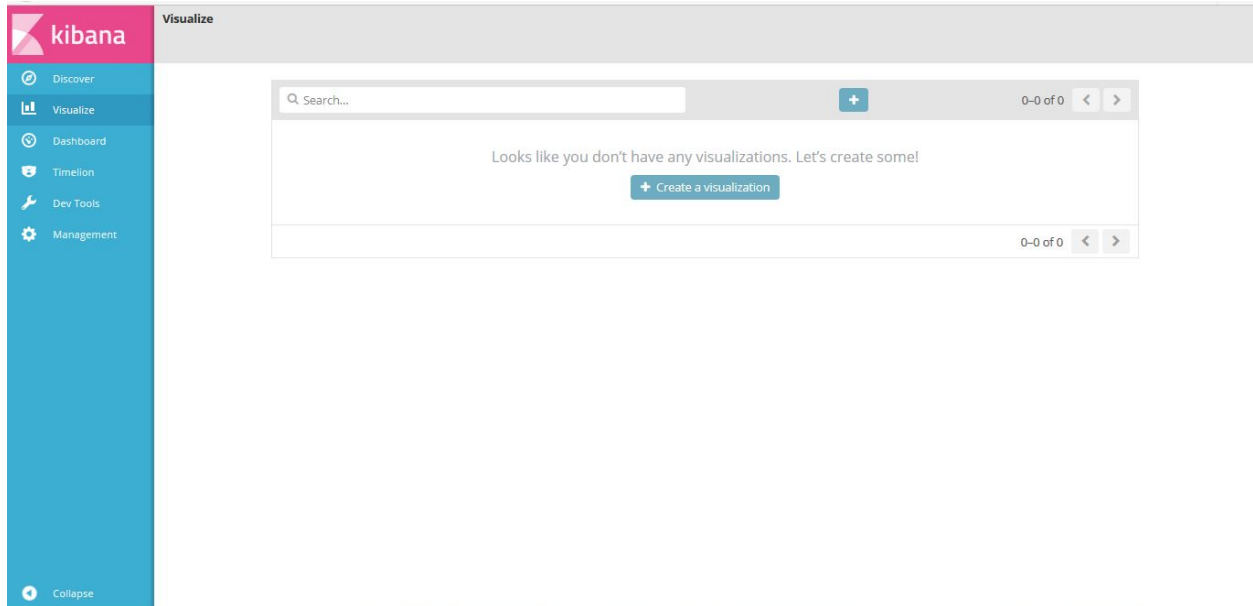 kibana
Visualize
Discover
Visualize
Dashboard
Timelion
Dev Tools
Management
Collapse
Search...
0–0 of 0
Looks like you don't have any visualizations. Let's create some!
Create a visualization
0–0 of 0